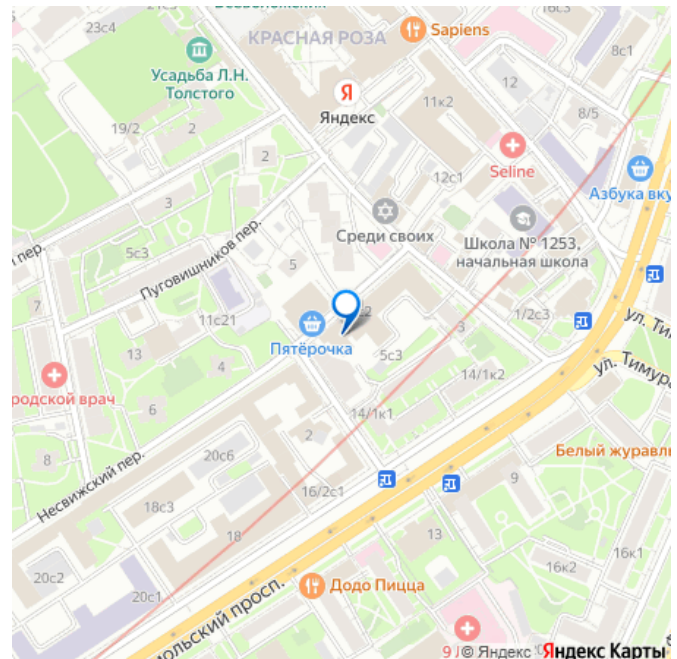 23с4
16с3
КРАСНАЯ РОЗА
Sapiens
8с1
Усадьба Л.Н.
Толстого
Я
Яндекс
12
11к2
8/5
19/2
2
2
Seline
Азбука вку
12с1
3
Среди своих
Школа № 1253,
начальная школа
5с3
Пуговишников пер.
5
пер.
7
11с21
2
Пятёрочка
3
1/2с3
ул. Ти
5с3
13
4
ул. Тимура
родской врач
14/1к2
6
14/1к1
2
Белый журавль
8
20с6
Несвижский пер.
16/2с1
9
18с3
18
13
16к1
16к2
20с2
20с1
Додо Пицца
мольский просп.
9
© Яндекс
Яндекс Карты